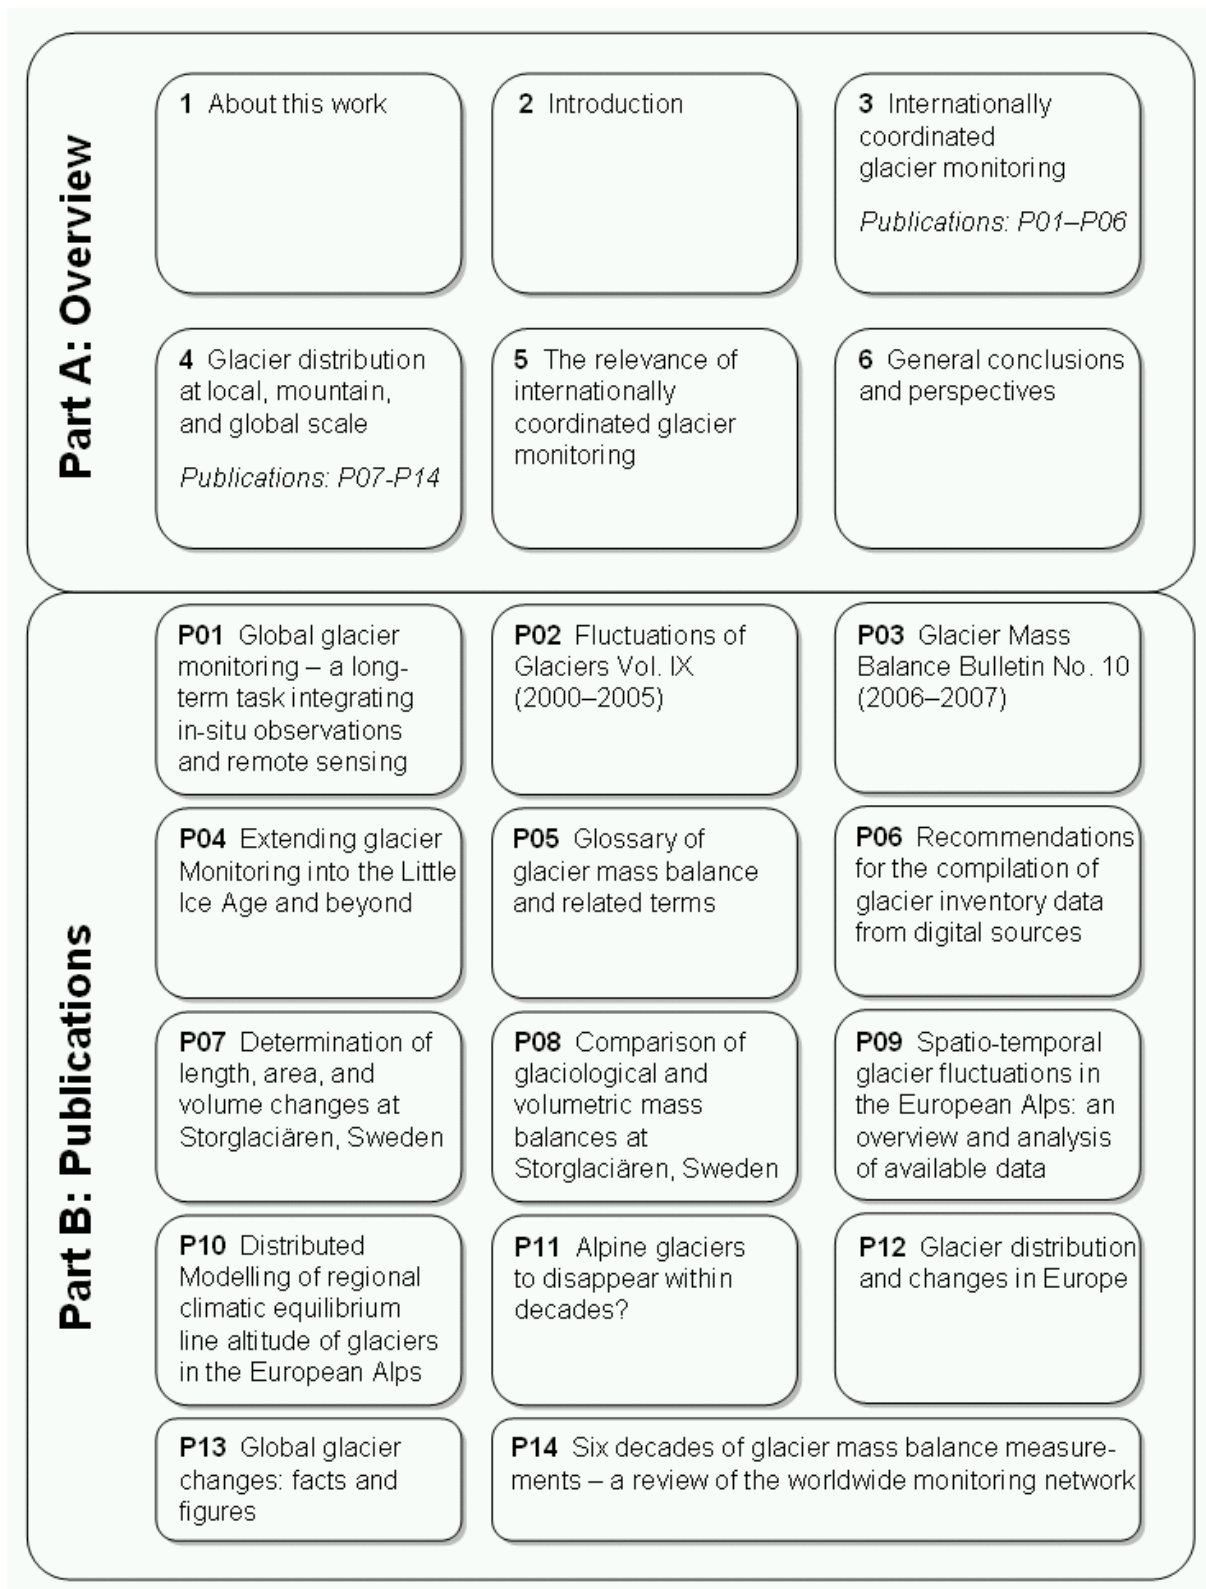 Part A: Overview
1 About this work
2 Introduction
3 Internationally
coordinated
glacier monitoring
Publications: P01–P06
4 Glacier distribution
at local, mountain,
and global scale
Publications: P07-P14
5 The relevance of
internationally
coordinated glacier
monitoring
6 General conclusions
and perspectives
Part B: Publications
P01 Global glacier
monitoring – a long-
term task integrating
in-situ observations
and remote sensing
P02 Fluctuations of
Glaciers Vol. IX
(2000–2005)
P03 Glacier Mass
Balance Bulletin No. 10
(2006–2007)
P04 Extending glacier
Monitoring into the Little
Ice Age and beyond
P05 Glossary of
glacier mass balance
and related terms
P06 Recommendations
for the compilation of
glacier inventory data
from digital sources
P07 Determination of
length, area, and
volume changes at
Storglaciären, Sweden
P08 Comparison of
glaciological and
volumetric mass
balances at
Storglaciären, Sweden
P09 Spatio-temporal
glacier fluctuations in
the European Alps: an
overview and analysis
of available data
P10 Distributed
Modelling of regional
climatic equilibrium
line altitude of glaciers
in the European Alps
P11 Alpine glaciers
to disappear within
decades?
P12 Glacier distribution
and changes in Europe
P13 Global glacier
changes: facts and
figures
P14 Six decades of glacier mass balance measure-
ments – a review of the worldwide monitoring network